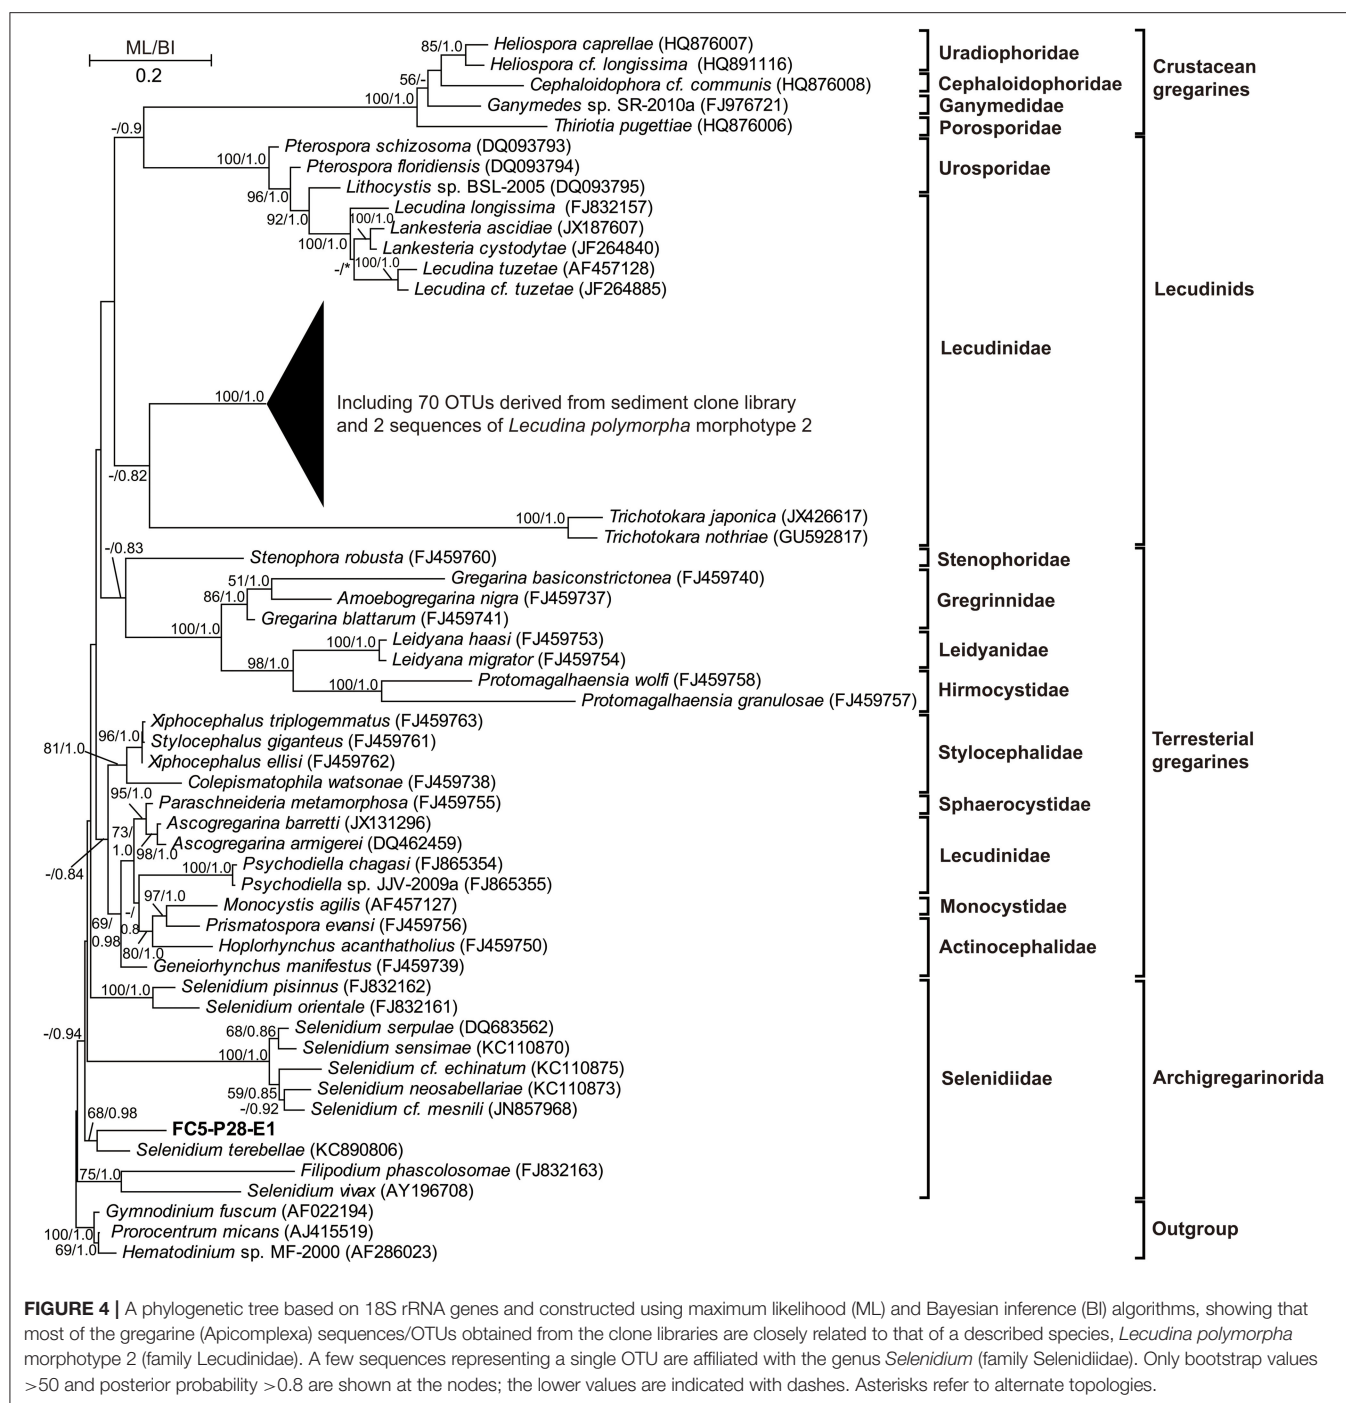 ML/BI
0.2
85/1.0
Heliospora caprellae (HQ876007)
Heliospora cf. longissima (HQ891116)
Uradiophoridae
56/-
Cephaloidophora cf. communis (HQ876008)
Cephaloidophoridae
Crustacean
gregarines
100/1.0
Ganymedes sp. SR-2010a (FJ976721)
Ganymedidae
Thiriotia pugettiae (HQ876006)
Porosporidae
-/0.9
Pterospora schizosoma (DQ093793)
100/1.0
Pterospora floridiensis (DQ093794)
Urosporidae
96/1.0
Lithocystis sp. BSL-2005 (DQ093795)
92/1.0
Lecudina longissima (FJ832157)
100/1.0
Lankesteria ascidiae (JX187607)
100/1.0
Lankesteria cystodytae (JF264840)
-/*
100/1.0
Lecudina tuzetae (AF457128)
Lecudina cf. tuzetae (JF264885)
Lecudinids
Lecudinidae
100/1.0
Including 70 OTUs derived from sediment clone library
and 2 sequences of Lecudina polymorpha morphotype 2
-/0.82
100/1.0
Trichotokara japonica (JX426617)
Trichotokara nothriae (GU592817)
-/0.83
Stenophora robusta (FJ459760)
Stenophoridae
51/1.0
Gregarina basiconstrictonea (FJ459740)
86/1.0
Amoebogregarina nigra (FJ459737)
Gregrinnidae
Gregarina blattarum (FJ459741)
100/1.0
100/1.0
Leidyana haasi (FJ459753)
Leidyana migrator (FJ459754)
Leidyanidae
98/1.0
100/1.0
Protomagalhaensia wolfi (FJ459758)
Protomagalhaensia granulosae (FJ459757)
Hirmocystidae
Xiphocephalus triplogemmatus (FJ459763)
96/1.0
Stylocephalus giganteus (FJ459761)
81/1.0
Xiphocephalus ellisi (FJ459762)
Stylocephalidae
Terresterial
gregarines
Colepismatophila watsonae (FJ459738)
95/1.0
Paraschneideria metamorphosa (FJ459755)
Sphaerocystidae
73/
1.0
Ascogregarina barretti (JX131296)
98/1.0
Ascogregarina armigerei (DQ462459)
Lecudinidae
-/0.84
100/1.0
Psychodiella chagasi (FJ865354)
Psychodiella sp. JJV-2009a (FJ865355)
97/1.0
Monocystis agilis (AF457127)
Monocystidae
69/
0.98
-/
0.8
Prismatospora evansi (FJ459756)
80/1.0
Hoplorhynchus acanthatholius (FJ459750)
Actinocephalidae
Geneiorhynchus manifestus (FJ459739)
100/1.0
Selenidium pisinnus (FJ832162)
Selenidium orientale (FJ832161)
-/0.94
68/0.86
Selenidium serpulae (DQ683562)
100/1.0
Selenidium sensimae (KC110870)
Selenidium cf. echinatum (KC110875)
Selenidiidae
Archigregarinorida
59/0.85
Selenidium neosabellariae (KC110873)
-/0.92
Selenidium cf. mesnili (JN857968)
68/0.98
FC5-P28-E1
Selenidium terebellae (KC890806)
75/1.0
Filipodium phascolosomae (FJ832163)
Selenidium vivax (AY196708)
Gymnodinium fuscum (AF022194)
100/1.0
Prorocentrum micans (AJ415519)
Outgroup
69/1.0
Hematodinium sp. MF-2000 (AF286023)
FIGURE 4 | A phylogenetic tree based on 18S rRNA genes and constructed using maximum likelihood (ML) and Bayesian inference (BI) algorithms, showing that
most of the gregarine (Apicomplexa) sequences/OTUs obtained from the clone libraries are closely related to that of a described species, Lecudina polymorpha
morphotype 2 (family Lecudinidae). A few sequences representing a single OTU are affiliated with the genus Selenidium (family Selenidiidae). Only bootstrap values
>50 and posterior probability >0.8 are shown at the nodes; the lower values are indicated with dashes. Asterisks refer to alternate topologies.